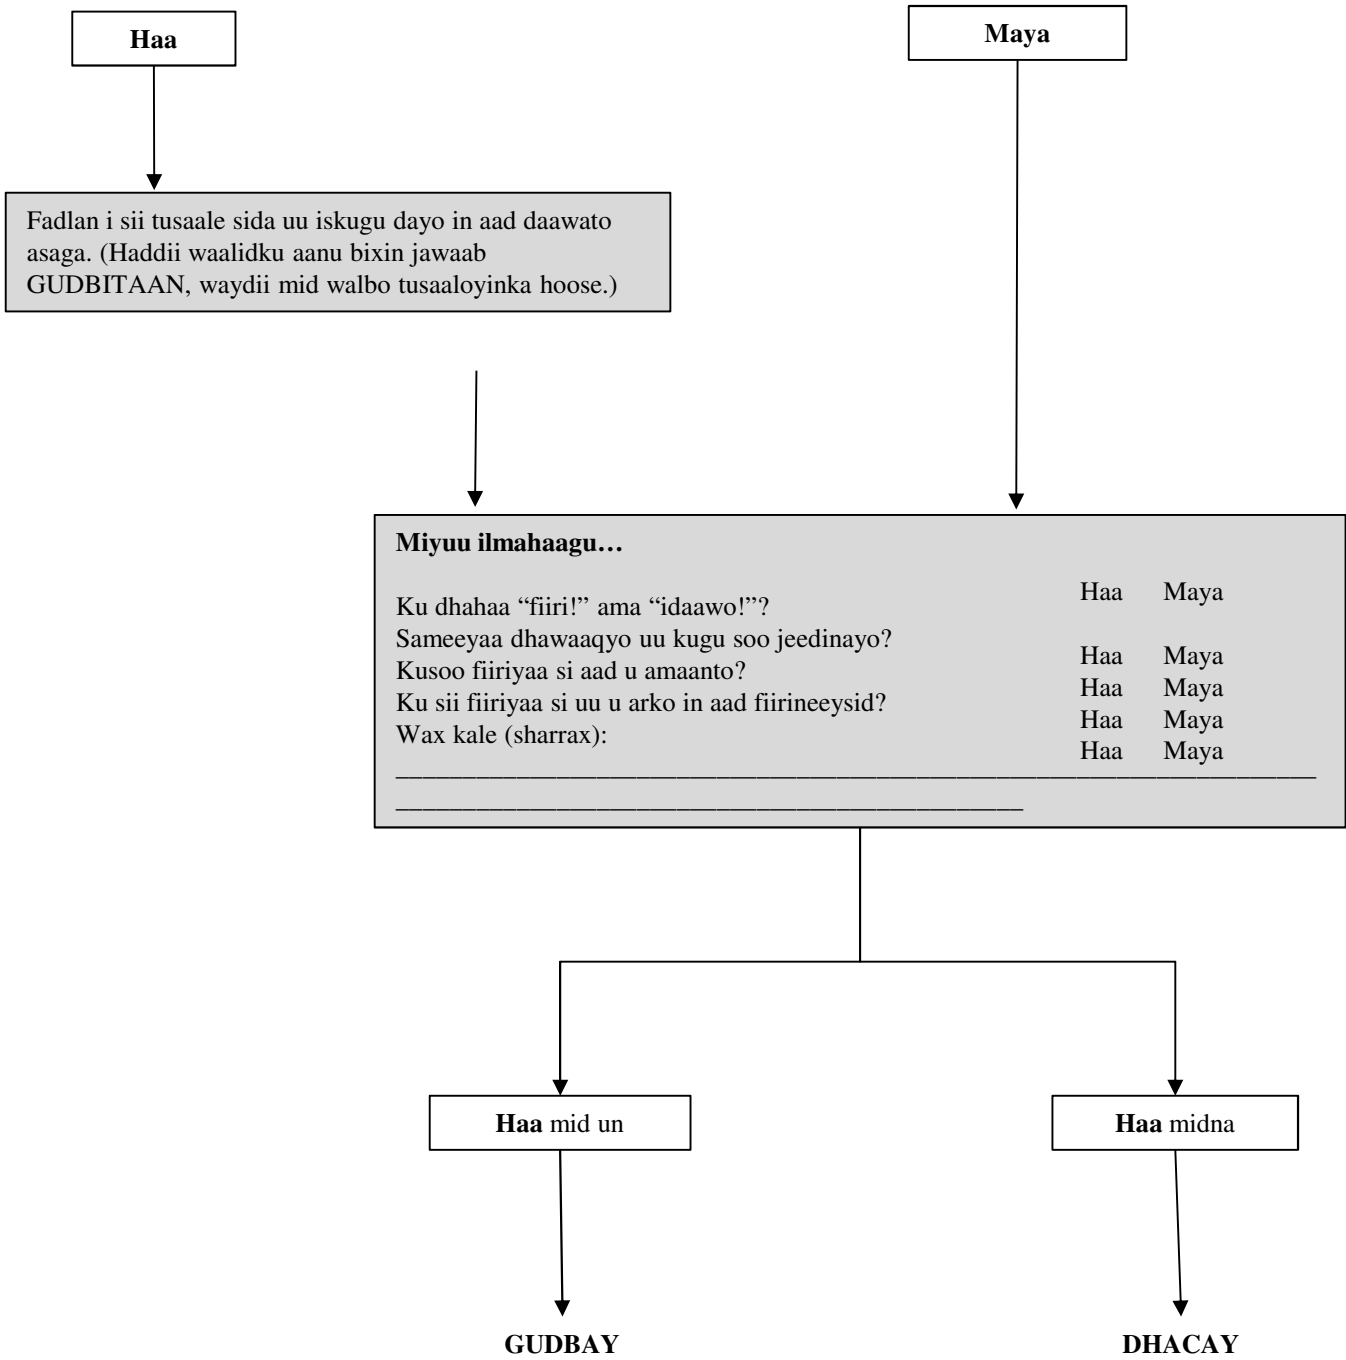 Haa
Maya
Fadlan i sii tusaale sida uu iskugu dayo in aad daawato
asaga. (Haddii waalidku aanu bixin jawaab
GUDBITAAN, waydii mid walbo tusaaloyinka hoose.)
Miyuu ilmahaagu…
Ku dhahaa “fiiri!” ama “idaawo!”? Haa Maya
Sameeyaa dhawaaqyo uu kugu soo jeedinayo? Haa Maya
Kusoo fiiriyaa si aad u amaanto? Haa Maya
Ku sii fiiriyaa si uu u arko in aad fiirineeysid? Haa Maya
Wax kale (sharrax): Haa Maya
Haa mid un
Haa midna
GUDBAY
DHACAY